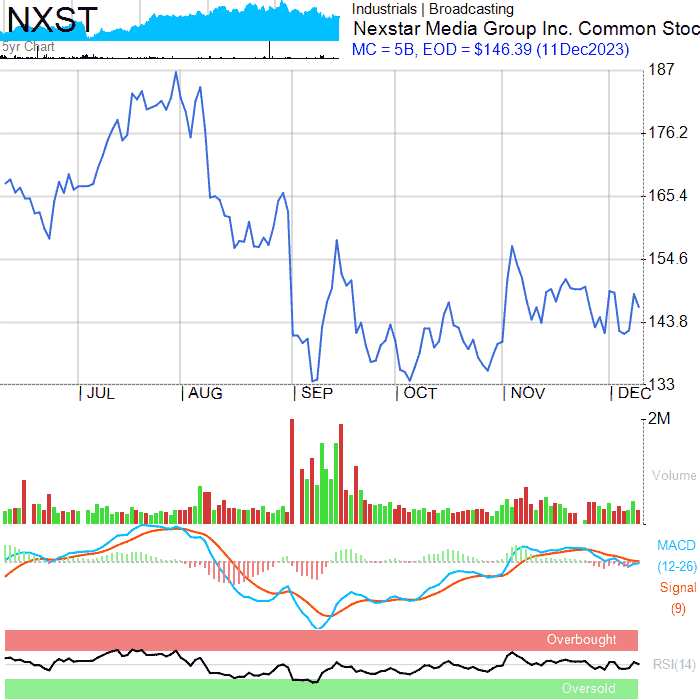 NXST
5yr Chart
Industrials | Broadcasting
Nexstar Media Group Inc. Common Stoc
MC = 5B, EOD = $146.39 (11Dec2023)
187
176.2
165.4
154.6
143.8
133
| JUL | AUG | SEP | OCT | NOV | DEC
2M
Volume
MACD
(12-26)
Signal
(9)
Overbought
RSI(14)
Oversold